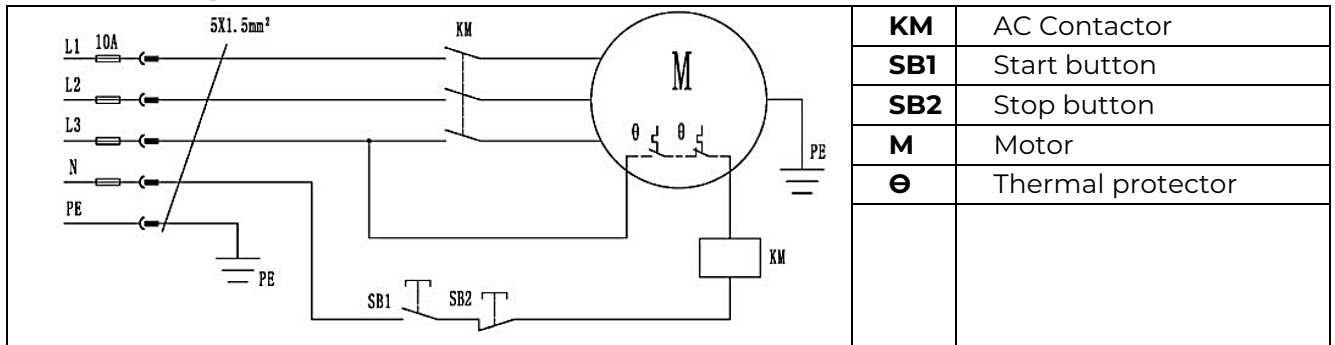 5X1.5mm²
L1 10A
L2
L3
N
PE
KM
M
θ θ
PE
PE
KM
SB1 SB2
KM AC Contactor
SB1 Start button
SB2 Stop button
M Motor
Ө Thermal protector